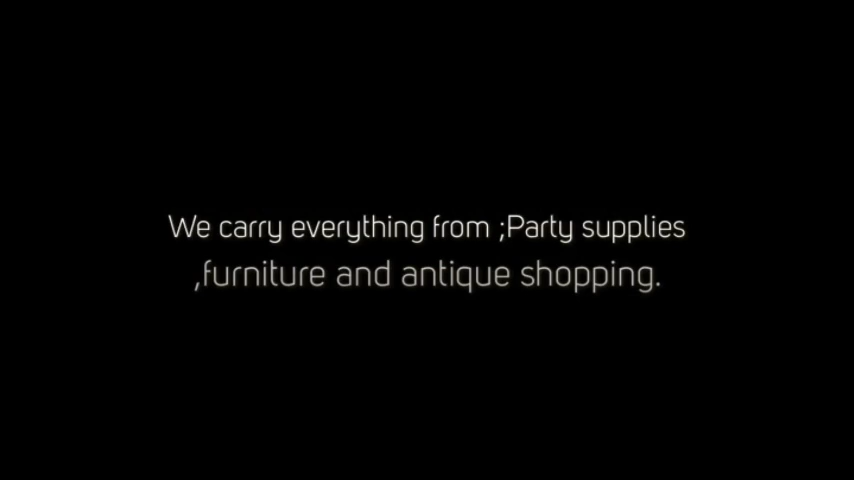 We carry everything from ;Party supplies
,furniture and antique shopping.